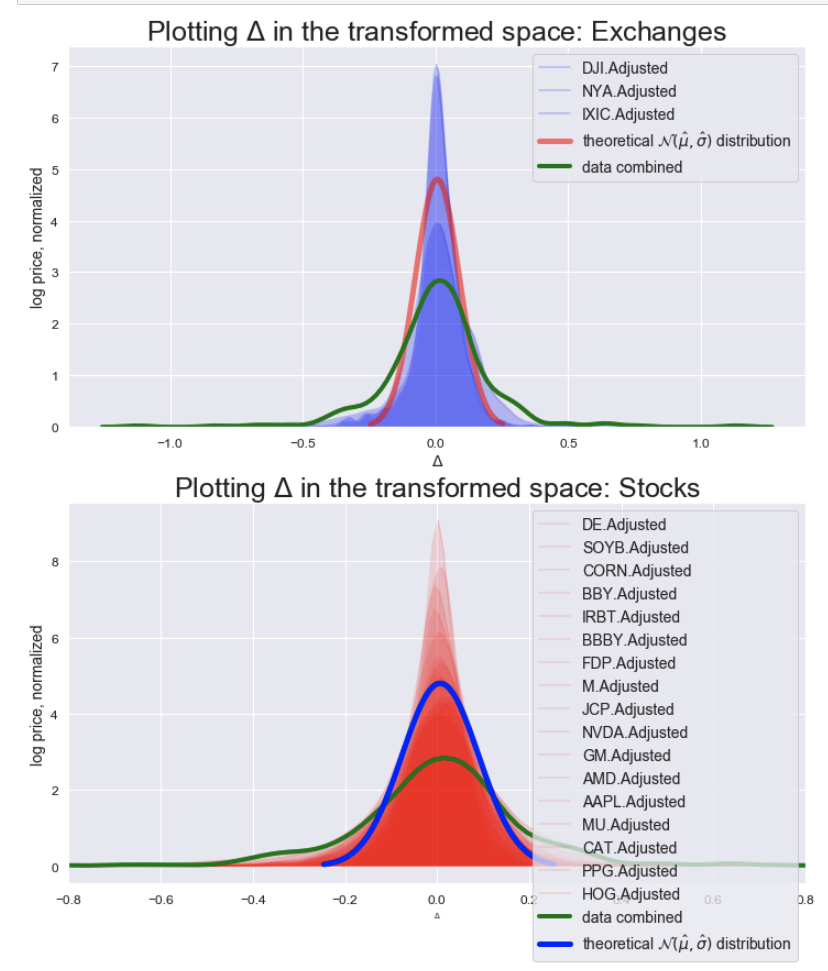 Plotting Δ in the transformed space: Exchanges
7
6
5
4
3
2
1
0
log price, normalized
DJI.Adjusted
NYA.Adjusted
IXIC.Adjusted
theoretical 𝒩(μ̂, σ̂) distribution
data combined
−1.0 −0.5 0.0 0.5 1.0
Δ
Plotting Δ in the transformed space: Stocks
8
6
4
2
0
log price, normalized
DE.Adjusted
SOYB.Adjusted
CORN.Adjusted
BBY.Adjusted
IRBT.Adjusted
BBBY.Adjusted
FDP.Adjusted
M.Adjusted
JCP.Adjusted
NVDA.Adjusted
GM.Adjusted
AMD.Adjusted
AAPL.Adjusted
MU.Adjusted
CAT.Adjusted
PPG.Adjusted
HOG.Adjusted
data combined
theoretical 𝒩(μ̂, σ̂) distribution
−0.8 −0.6 −0.4 −0.2 0.0 0.2 0.4 0.6 0.8
Δ